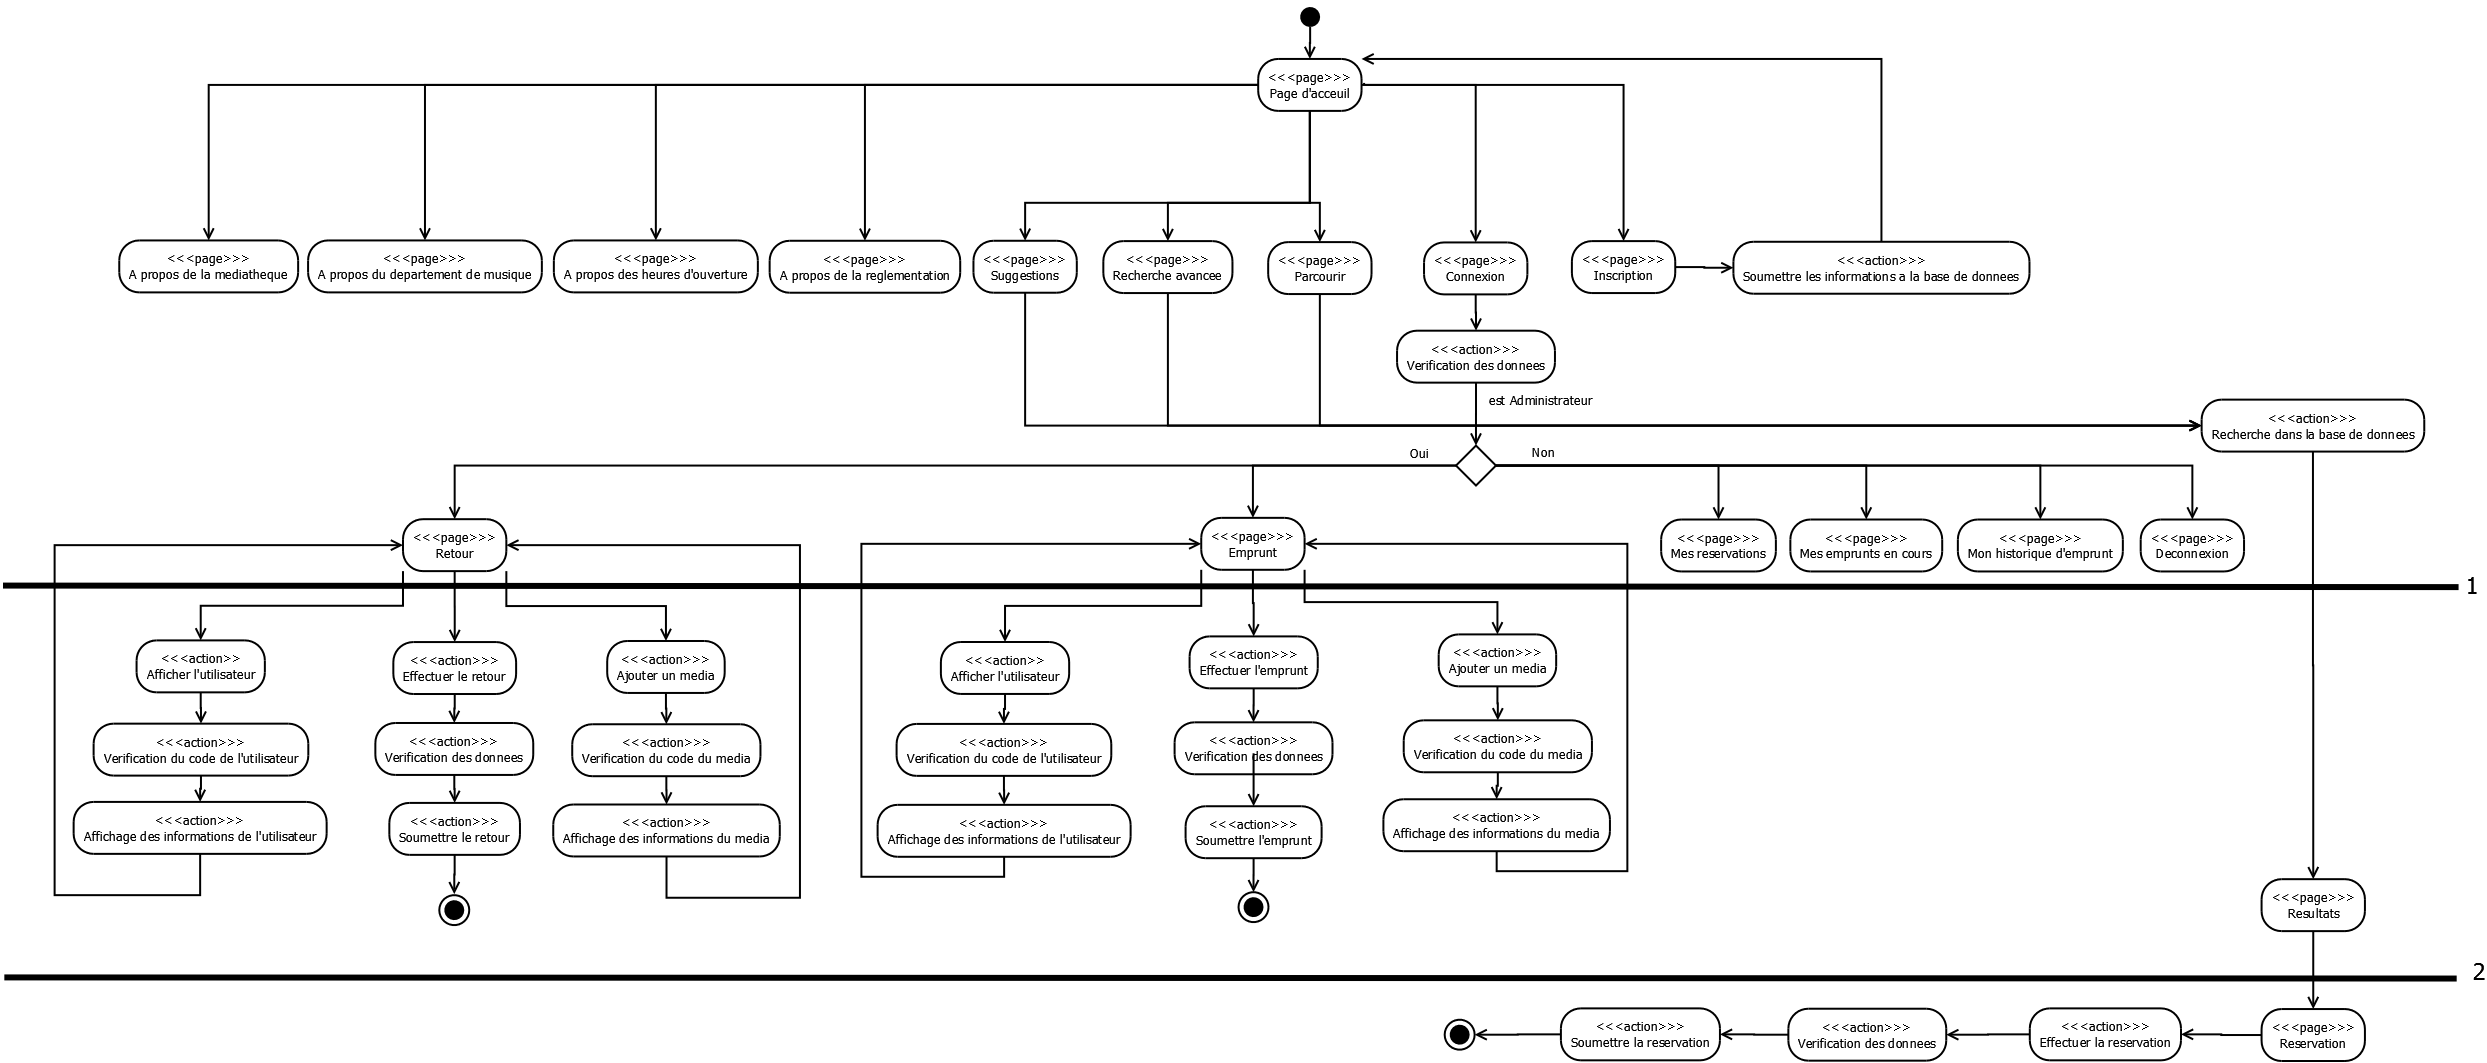 <<<page>>>
Page d'acceuil
<<<page>>>
A propos de la mediatheque
<<<page>>>
A propos du departement de musique
<<<page>>>
A propos des heures d'ouverture
<<<page>>>
A propos de la reglementation
<<<page>>>
Suggestions
<<<page>>>
Recherche avancee
<<<page>>>
Parcourir
<<<page>>>
Connexion
<<<page>>>
Inscription
<<<action>>>
Soumettre les informations a la base de donnees
<<<action>>>
Verification des donnees
est Administrateur
<<<action>>>
Recherche dans la base de donnees
Oui
Non
<<<page>>>
Retour
<<<page>>>
Emprunt
<<<page>>>
Mes reservations
<<<page>>>
Mes emprunts en cours
<<<page>>>
Mon historique d'emprunt
<<<page>>>
Deconnexion
1
<<<action>>
Afficher l'utilisateur
<<<action>>>
Effectuer le retour
<<<action>>>
Ajouter un media
<<<action>>
Afficher l'utilisateur
<<<action>>>
Effectuer l'emprunt
<<<action>>>
Ajouter un media
<<<action>>>
Verification du code de l'utilisateur
<<<action>>>
Verification des donnees
<<<action>>>
Verification du code du media
<<<action>>>
Verification du code de l'utilisateur
<<<action>>>
Verification des donnees
<<<action>>>
Verification du code du media
<<<action>>>
Affichage des informations de l'utilisateur
<<<action>>>
Soumettre le retour
<<<action>>>
Affichage des informations du media
<<<action>>>
Affichage des informations de l'utilisateur
<<<action>>>
Soumettre l'emprunt
<<<action>>>
Affichage des informations du media
<<<page>>>
Resultats
2
<<<action>>>
Soumettre la reservation
<<<action>>>
Verification des donnees
<<<action>>>
Effectuer la reservation
<<<page>>>
Reservation